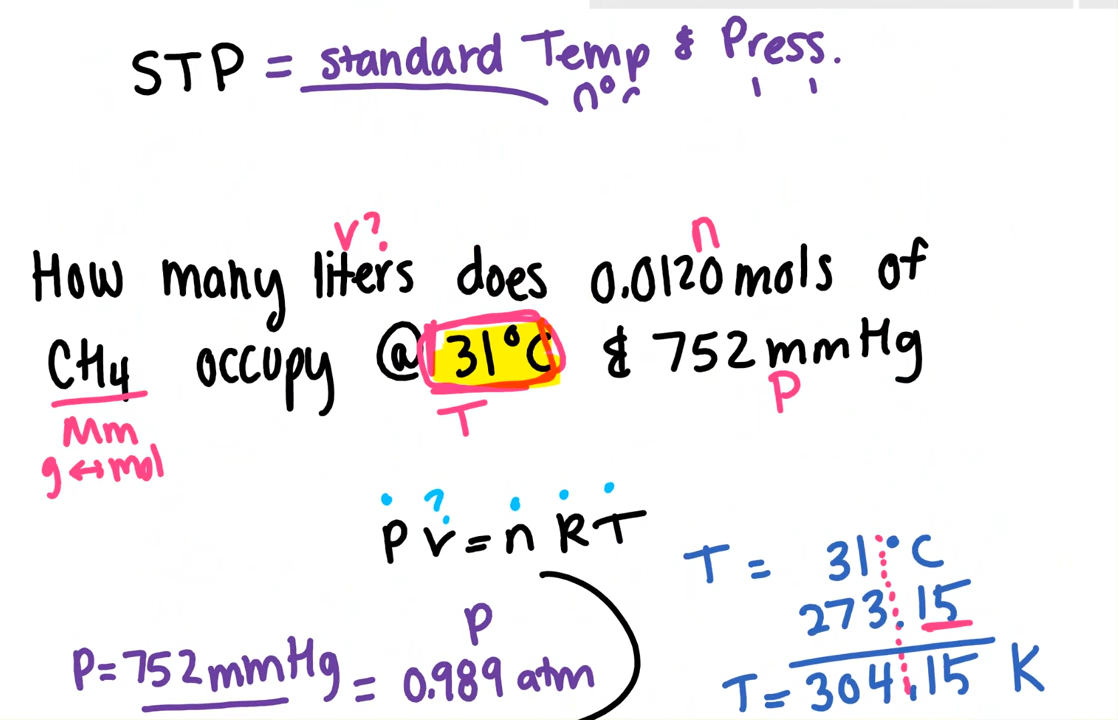 STP = standard Temp & Press.
v? n
How many liters does 0.0120 mols of
CH4 occupy @ 31°C & 752 mmHg
T P
Mm
g ↔ mol
?
PV = nRT
T = 31°C
273.15
P
P = 752 mmHg = 0.989 atm
T = 304.15 K